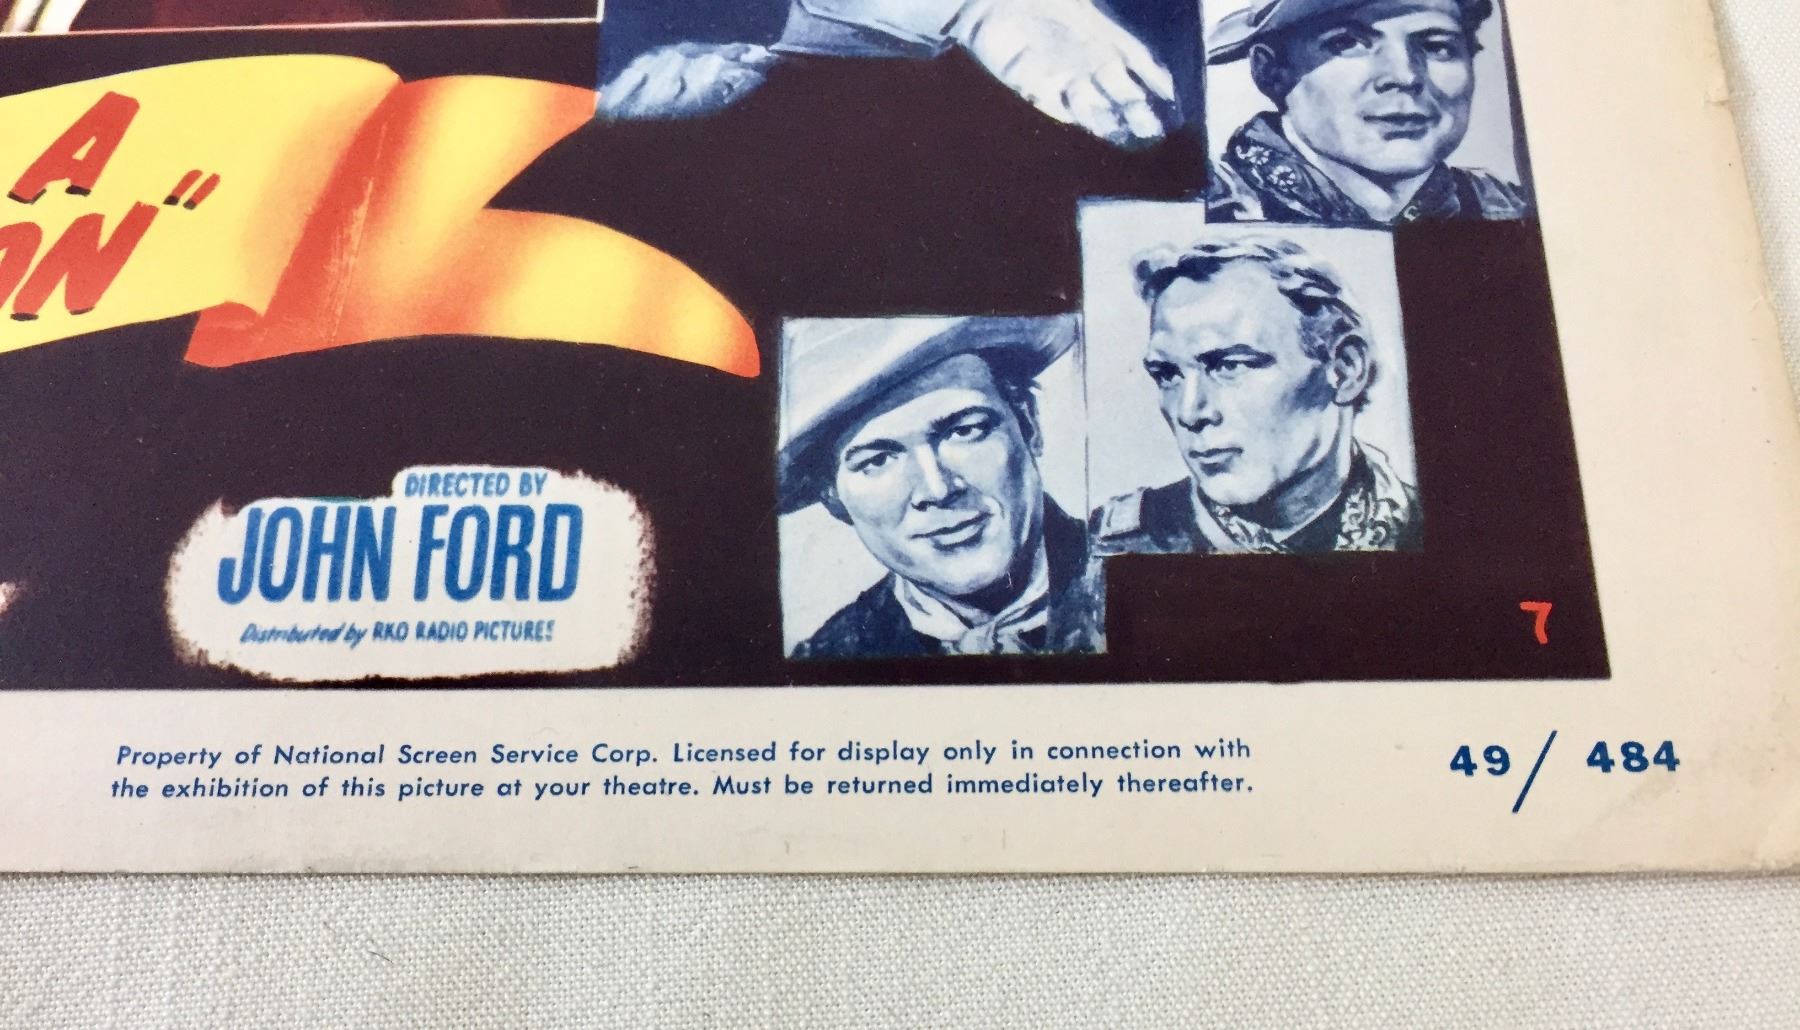 A
ON"
DIRECTED BY
JOHN FORD
Distributed by RKO RADIO PICTURES
7
Property of National Screen Service Corp. Licensed for display only in connection with
the exhibition of this picture at your theatre. Must be returned immediately thereafter.
49/484